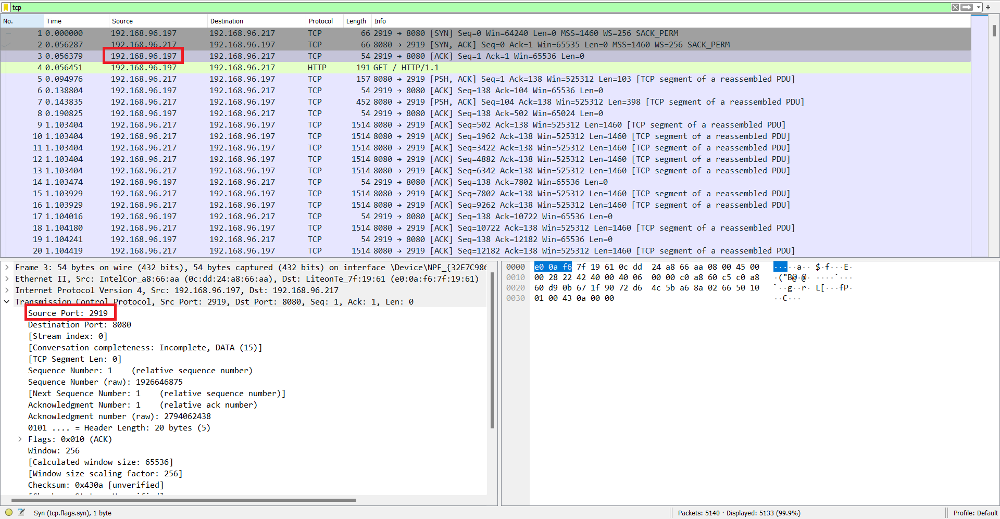 tcp
+
No. Time Source Destination Protocol Length Info
1 0.000000 192.168.96.197 192.168.96.217 TCP 66 2919 → 8080 [SYN] Seq=0 Win=64240 Len=0 MSS=1460 WS=256 SACK_PERM
2 0.056287 192.168.96.217 192.168.96.197 TCP 66 2919 → 8080 [SYN, ACK] Seq=0 Ack=1 Win=65535 Len=0 MSS=1460 WS=256 SACK_PERM
3 0.056379 192.168.96.197 192.168.96.217 TCP 54 2919 → 8080 [ACK] Seq=1 Ack=1 Win=65536 Len=0
4 0.056451 192.168.96.197 192.168.96.217 HTTP 191 GET / HTTP/1.1
5 0.094976 192.168.96.217 192.168.96.197 TCP 157 8080 → 2919 [PSH, ACK] Seq=1 Ack=138 Win=525312 Len=103 [TCP segment of a reassembled PDU]
6 0.138804 192.168.96.197 192.168.96.217 TCP 54 2919 → 8080 [ACK] Seq=138 Ack=104 Win=65536 Len=0
7 0.143835 192.168.96.217 192.168.96.197 TCP 452 8080 → 2919 [PSH, ACK] Seq=104 Ack=138 Win=525312 Len=398 [TCP segment of a reassembled PDU]
8 0.190825 192.168.96.197 192.168.96.217 TCP 54 2919 → 8080 [ACK] Seq=138 Ack=502 Win=65024 Len=0
9 1.103404 192.168.96.217 192.168.96.197 TCP 1514 8080 → 2919 [ACK] Seq=502 Ack=138 Win=525312 Len=1460 [TCP segment of a reassembled PDU]
10 1.103404 192.168.96.217 192.168.96.197 TCP 1514 8080 → 2919 [ACK] Seq=1962 Ack=138 Win=525312 Len=1460 [TCP segment of a reassembled PDU]
11 1.103404 192.168.96.217 192.168.96.197 TCP 1514 8080 → 2919 [ACK] Seq=3422 Ack=138 Win=525312 Len=1460 [TCP segment of a reassembled PDU]
12 1.103404 192.168.96.217 192.168.96.197 TCP 1514 8080 → 2919 [ACK] Seq=4882 Ack=138 Win=525312 Len=1460 [TCP segment of a reassembled PDU]
13 1.103404 192.168.96.217 192.168.96.197 TCP 1514 8080 → 2919 [ACK] Seq=6342 Ack=138 Win=525312 Len=1460 [TCP segment of a reassembled PDU]
14 1.103474 192.168.96.197 192.168.96.217 TCP 54 2919 → 8080 [ACK] Seq=138 Ack=7802 Win=65536 Len=0
15 1.103929 192.168.96.217 192.168.96.197 TCP 1514 8080 → 2919 [ACK] Seq=7802 Ack=138 Win=525312 Len=1460 [TCP segment of a reassembled PDU]
16 1.103929 192.168.96.217 192.168.96.197 TCP 1514 8080 → 2919 [ACK] Seq=9262 Ack=138 Win=525312 Len=1460 [TCP segment of a reassembled PDU]
17 1.104016 192.168.96.197 192.168.96.217 TCP 54 2919 → 8080 [ACK] Seq=138 Ack=10722 Win=65536 Len=0
18 1.104180 192.168.96.217 192.168.96.197 TCP 1514 8080 → 2919 [ACK] Seq=10722 Ack=138 Win=525312 Len=1460 [TCP segment of a reassembled PDU]
19 1.104241 192.168.96.197 192.168.96.217 TCP 54 2919 → 8080 [ACK] Seq=138 Ack=12182 Win=65536 Len=0
20 1.104419 192.168.96.217 192.168.96.197 TCP 1514 8080 → 2919 [ACK] Seq=12182 Ack=138 Win=525312 Len=1460 [TCP segment of a reassembled PDU]
Frame 3: 54 bytes on wire (432 bits), 54 bytes captured (432 bits) on interface \Device\NPF_{32E7C986
Ethernet II, Src: IntelCor_a8:66:aa (0c:dd:24:a8:66:aa), Dst: LiteonTe_7f:19:61 (e0:0a:f6:7f:19:61)
Internet Protocol Version 4, Src: 192.168.96.197, Dst: 192.168.96.217
Transmission Control Protocol, Src Port: 2919, Dst Port: 8080, Seq: 1, Ack: 1, Len: 0
Source Port: 2919
Destination Port: 8080
[Stream index: 0]
[Conversation completeness: Incomplete, DATA (15)]
[TCP Segment Len: 0]
Sequence Number: 1 (relative sequence number)
Sequence Number (raw): 1926646875
[Next Sequence Number: 1 (relative sequence number)]
Acknowledgment Number: 1 (relative ack number)
Acknowledgment number (raw): 2794062438
0101 .... = Header Length: 20 bytes (5)
Flags: 0x010 (ACK)
Window: 256
[Calculated window size: 65536]
[Window size scaling factor: 256]
Checksum: 0x430a [unverified]
0000 e0 0a f6 7f 19 61 0c dd 24 a8 66 aa 08 00 45 00 ·····a·· $·f···E·
0010 00 28 22 42 40 00 40 06 00 00 c0 a8 60 c5 c0 a8 ·("B@·@· ····`···
0020 60 d9 0b 67 1f 90 72 d6 4c 5b a6 8a 02 66 50 10 `··g··r· L[···fP·
0030 01 00 43 0a 00 00 ··C···
Syn (tcp.flags.syn), 1 byte
Packets: 5140 · Displayed: 5133 (99.9%)
Profile: Default